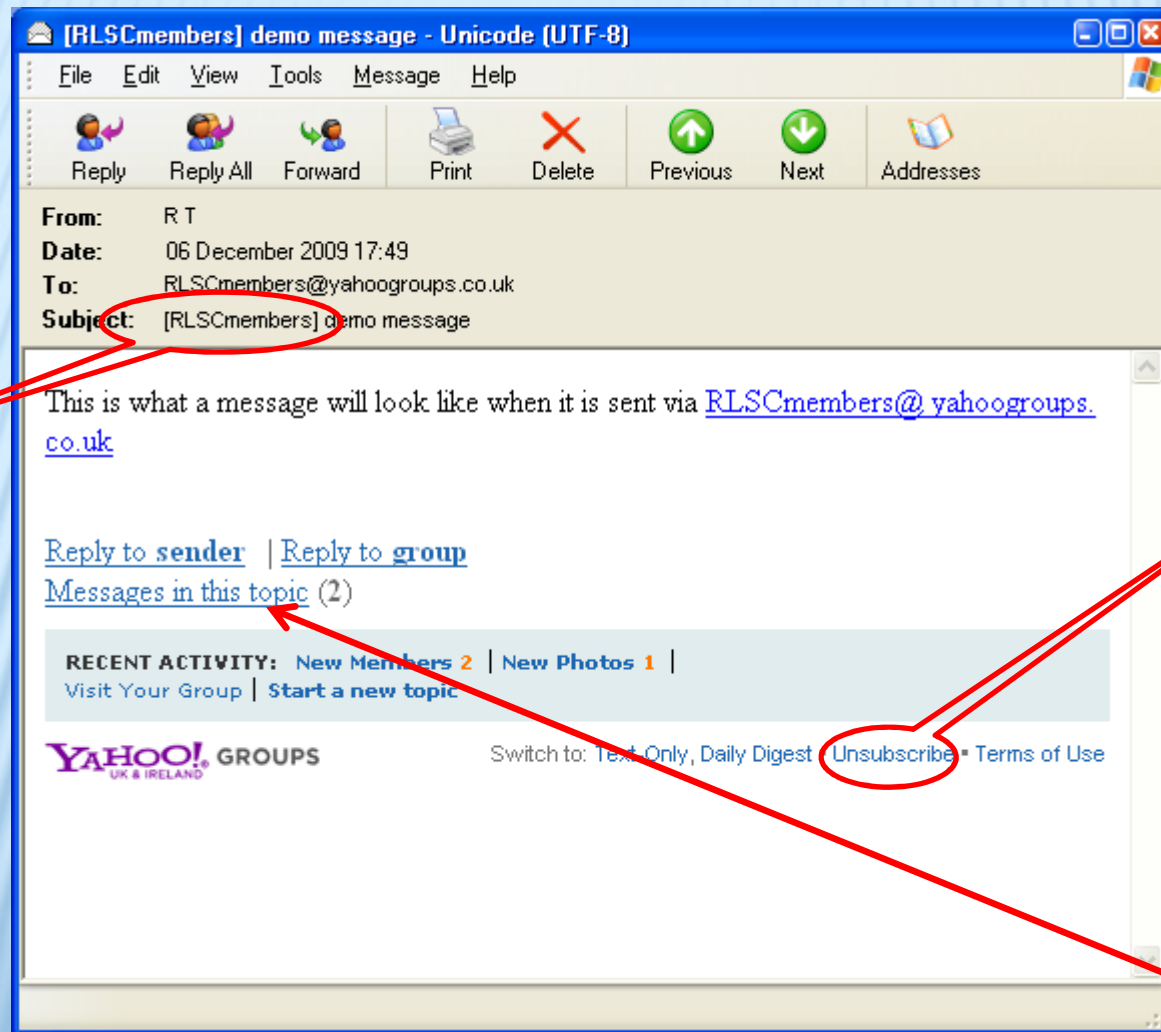 [RLSCmembers] demo message - Unicode (UTF-8)
File Edit View Tools Message Help
Reply Reply All Forward Print Delete Previous Next Addresses
From: R T
Date: 06 December 2009 17:49
To: RLSCmembers@yahoogroups.co.uk
Subject: [RLSCmembers] demo message
This is what a message will look like when it is sent via RLSCmembers@ yahoogroups.
co.uk
Reply to sender | Reply to group
Messages in this topic (2)
RECENT ACTIVITY: New Members 2 | New Photos 1 |
Visit Your Group | Start a new topic
YAHOO! GROUPS Switch to: Text-Only, Daily Digest • Unsubscribe • Terms of Use
UK & IRELAND